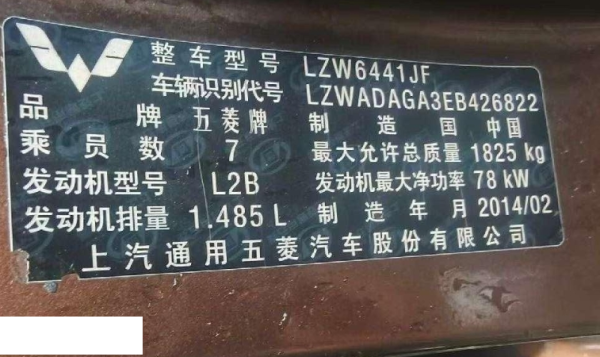 整车型号 LZW6441JF
车辆识别代号 LZWADAGA3EB426822
品牌 五菱牌 制造国 中国
乘员数 7 最大允许总质量 1825 kg
发动机型号 L2B 发动机最大净功率 78 kW
发动机排量 1.485 L 制造年月 2014/02
上汽通用五菱汽车股份有限公司